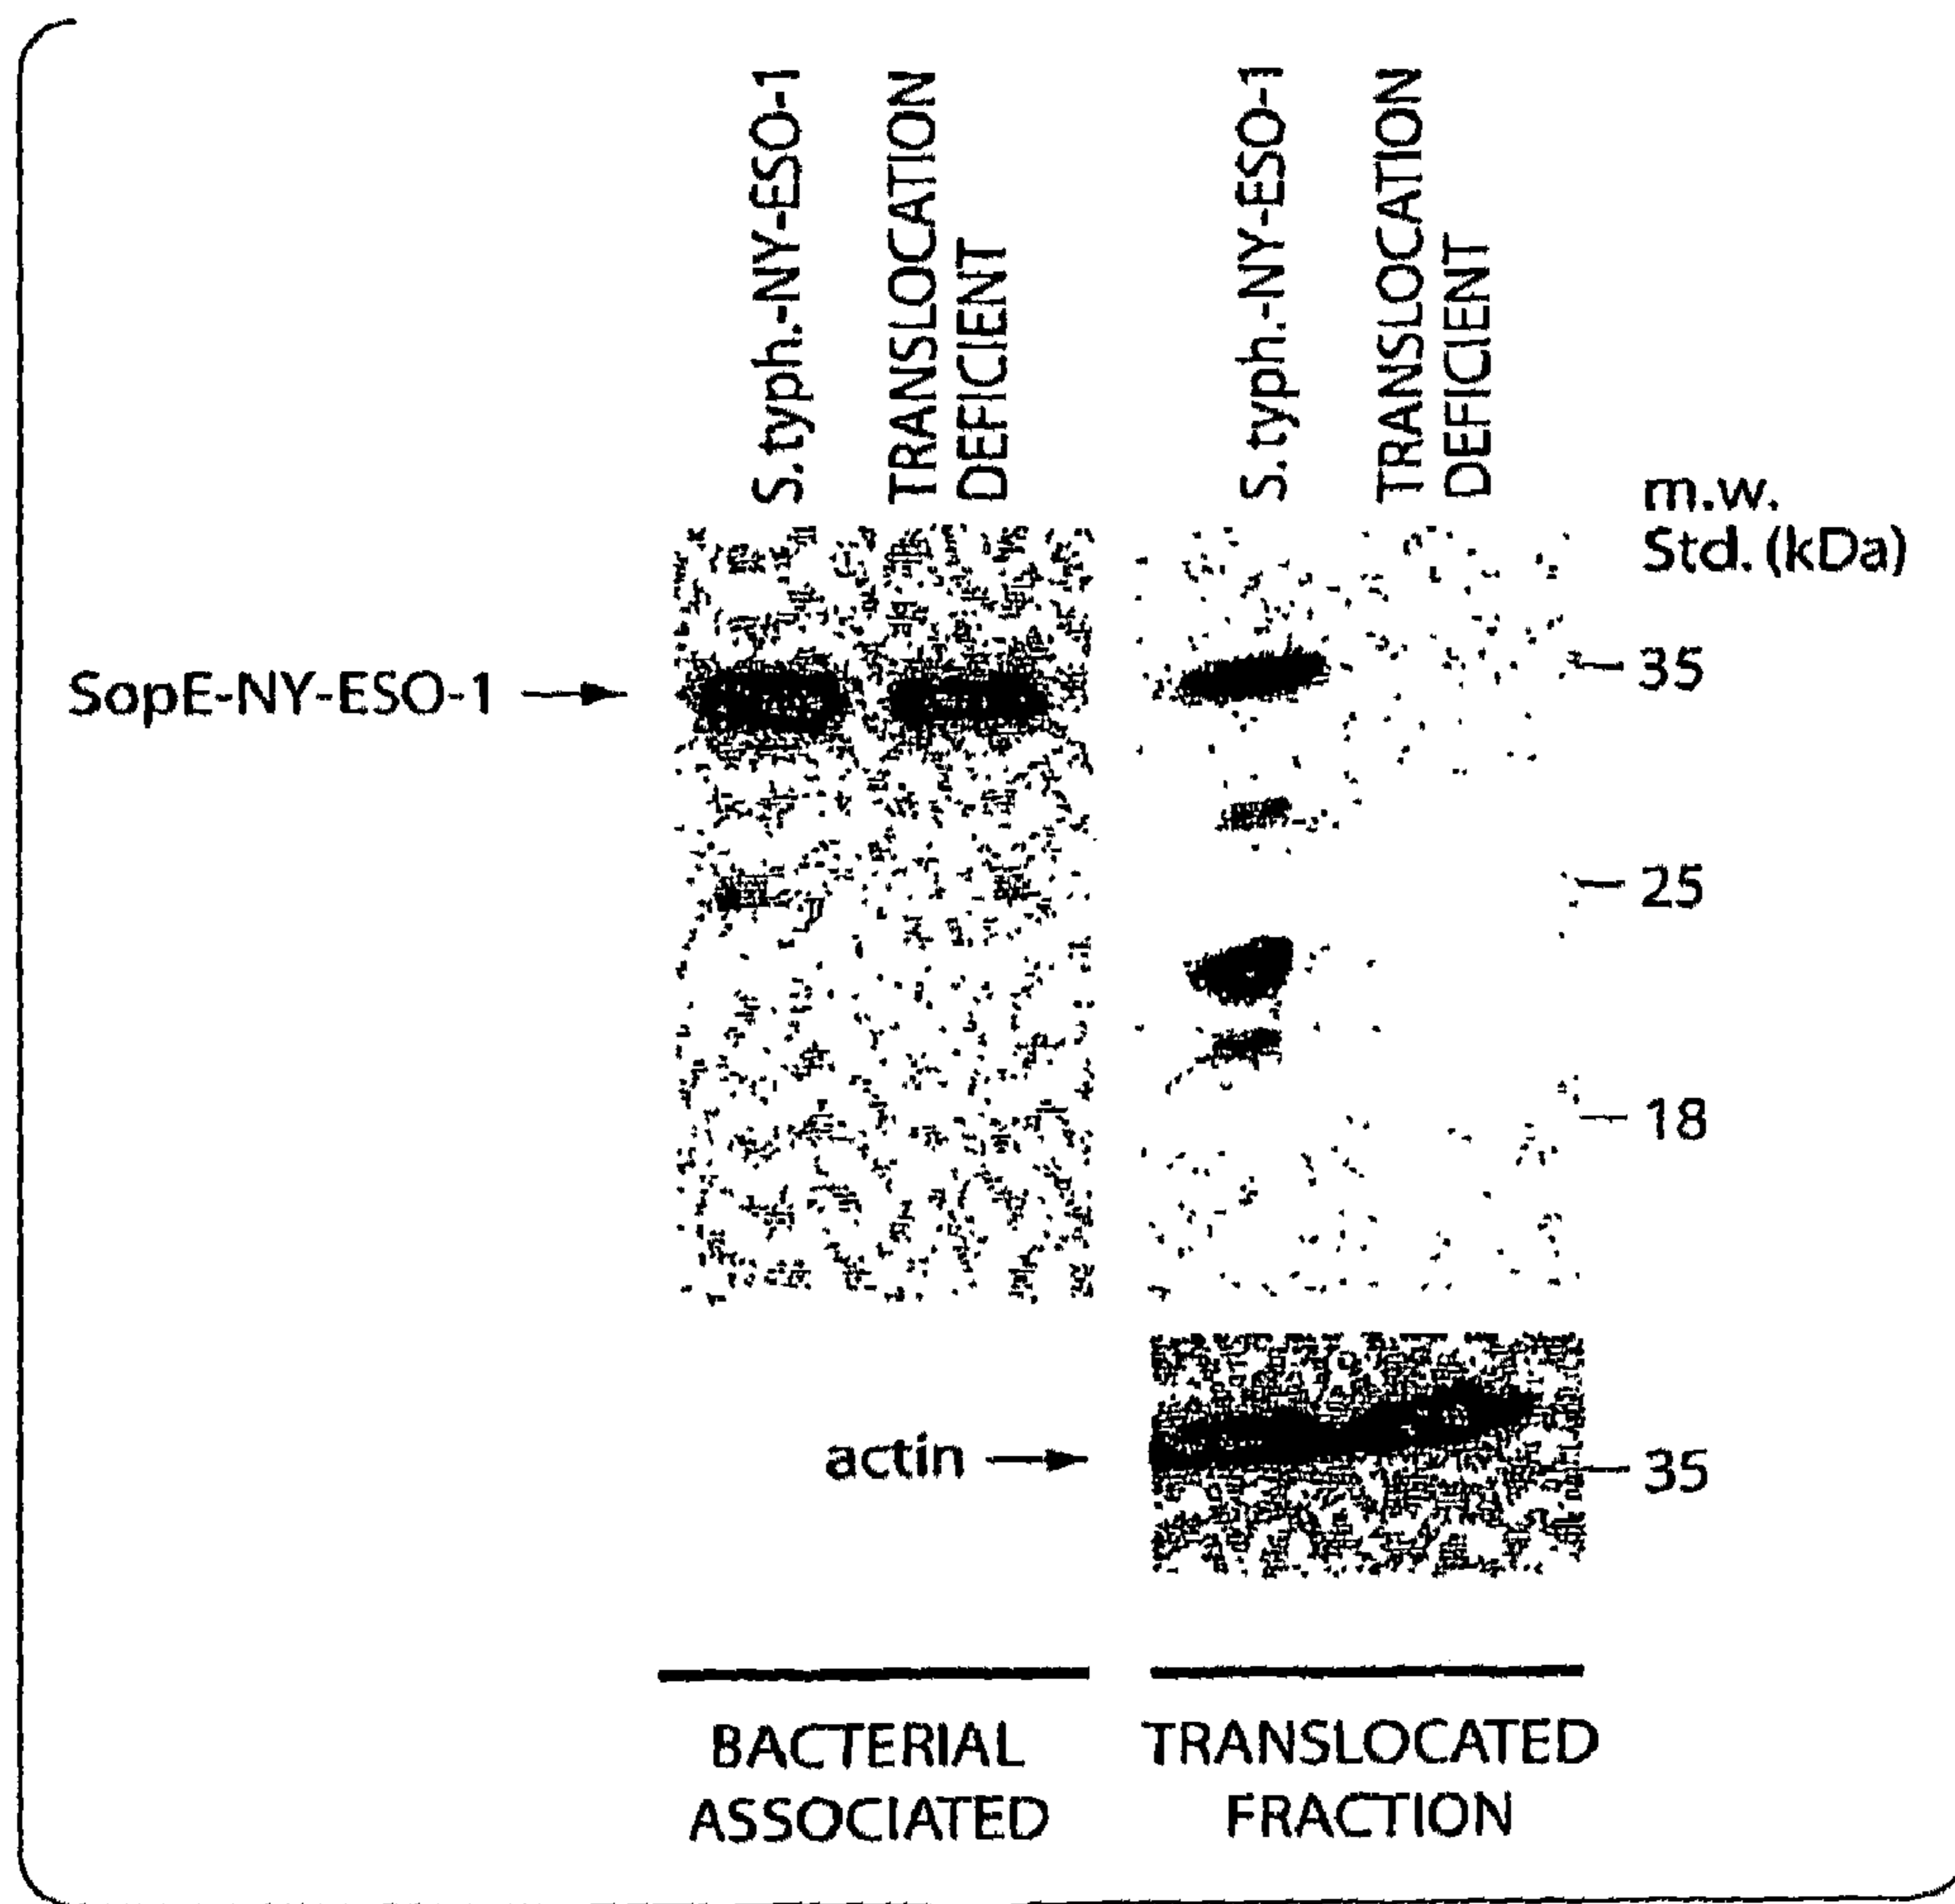 S.typh.-NY-ESO-1
TRANSLOCATION
DEFICIENT
S.typh.-NY-ESO-1
TRANSLOCATION
DEFICIENT
m.w.
Std. (kDa)
SopE-NY-ESO-1
35
25
18
actin
35
BACTERIAL
ASSOCIATED
TRANSLOCATED
FRACTION